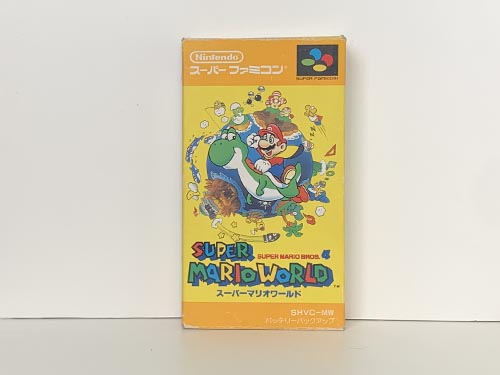 Nintendo
スーパーファミコン
SUPER FAMICOM
SUPER MARIO BROS. 4
SUPER
MARIO WORLD
TM
スーパーマリオワールド
SHVC-MW
バッテリーバックアップ